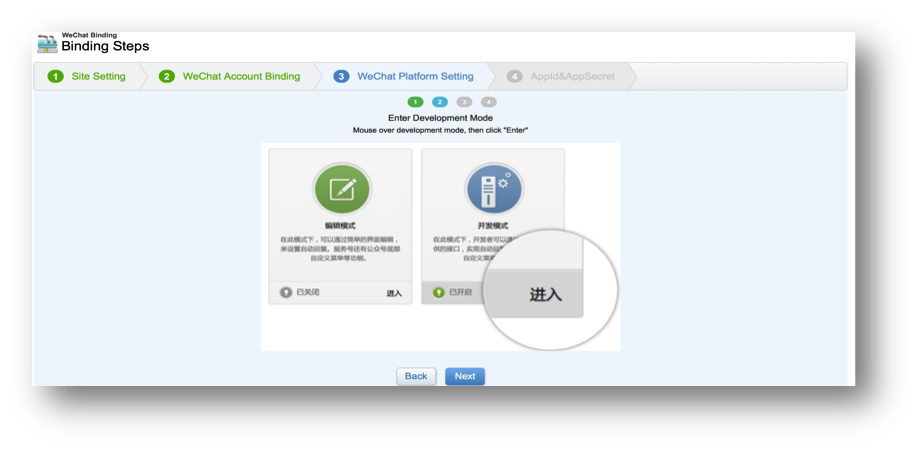 WeChat Binding
Binding Steps
1 Site Setting
2 WeChat Account Binding
3 WeChat Platform Setting
4 AppId&AppSecret
1 2 3 4
Enter Development Mode
Mouse over development mode, then click "Enter"
编辑模式
在此模式下，可以通过简单的界面编辑，
来设置自动回复。服务号还有公众号底部
自定义菜单等功能。
已关闭
进入
开发模式
在此模式下，开发者可以通
供的接口，实现自动回
自定义菜
已开启
进入
Back
Next